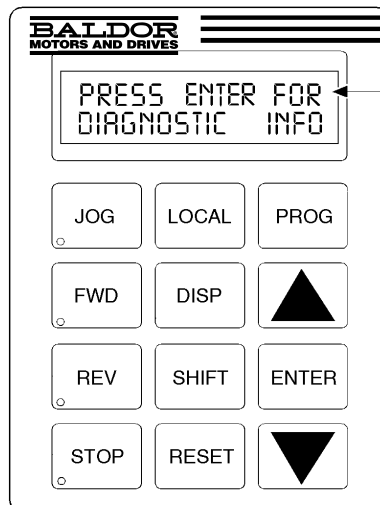 BALDOR
MOTORS AND DRIVES
PRESS ENTER FOR
DIAGNOSTIC INFO
JOG LOCAL PROG
FWD DISP
REV SHIFT ENTER
STOP RESET